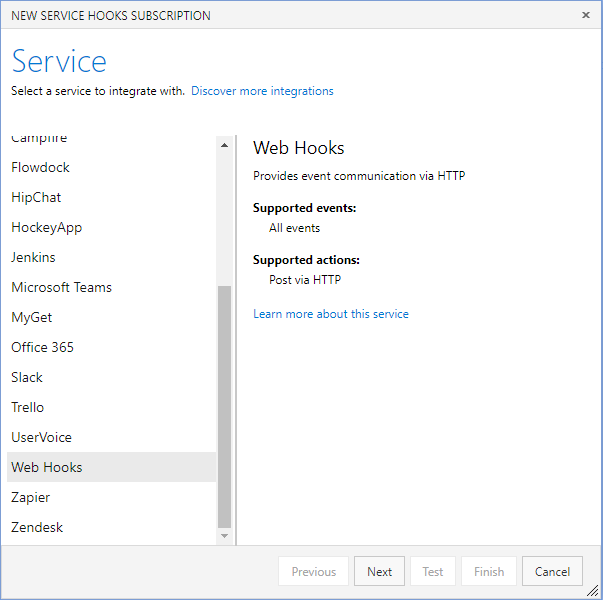 NEW SERVICE HOOKS SUBSCRIPTION
Service
Select a service to integrate with. Discover more integrations
Campfire
Flowdock
HipChat
HockeyApp
Jenkins
Microsoft Teams
MyGet
Office 365
Slack
Trello
UserVoice
Web Hooks
Zapier
Zendesk
Web Hooks
Provides event communication via HTTP
Supported events:
All events
Supported actions:
Post via HTTP
Learn more about this service
Previous Next Test Finish Cancel